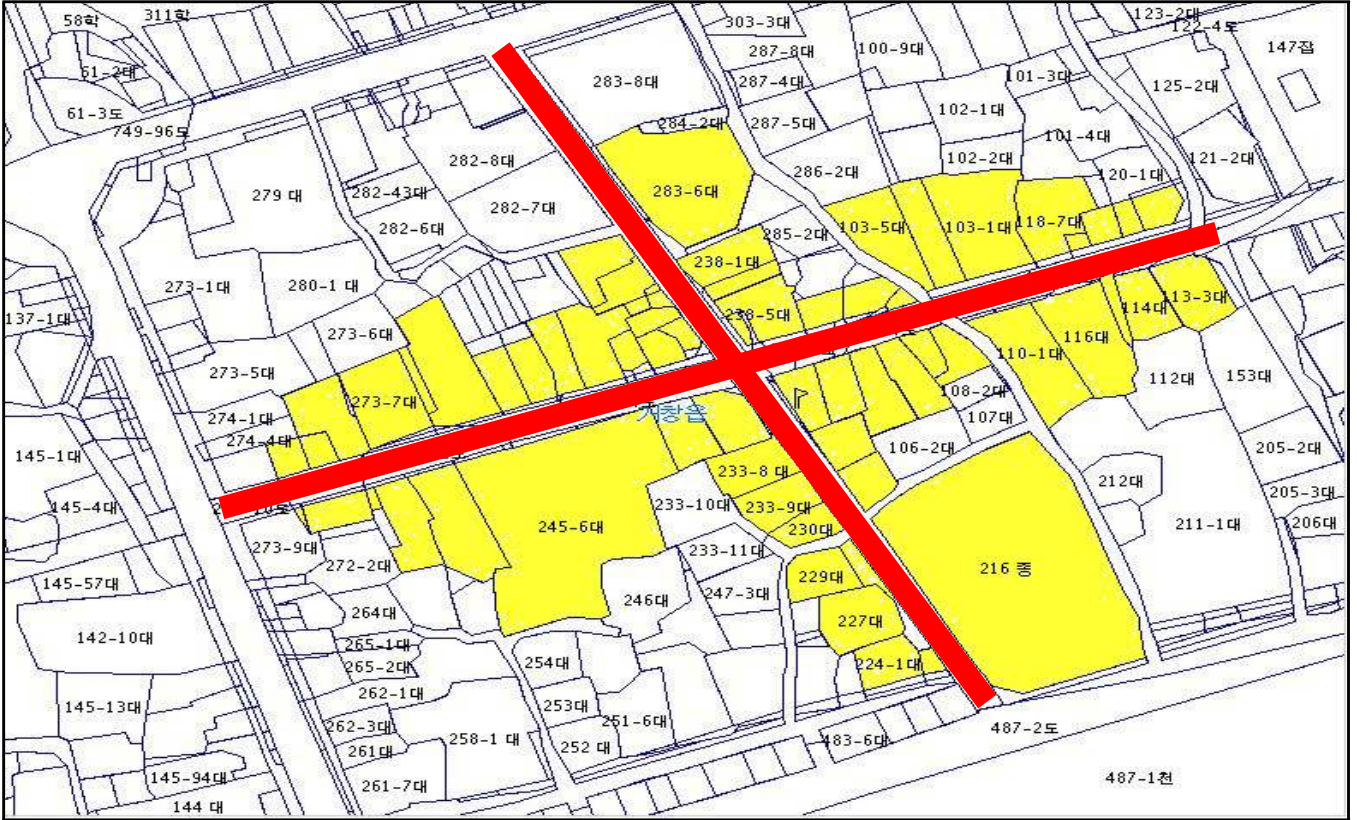 58학
311학
303-3대
123-2대
122-4도
61-2대
287-8대
100-9대
147잡
283-8대
287-4대
101-3대
125-2대
61-3도
749-96도
284-2대
287-5대
102-1대
101-4대
282-8대
102-2대
121-2대
279 대
282-43대
283-6대
286-2대
120-1대
282-7대
282-6대
285-2대
103-5대
103-1대
118-7대
238-1대
273-1대
280-1 대
113-3대
137-1대
114대
273-6대
238-5대
116대
110-1대
273-5대
112대
153대
273-7대
108-2대
274-1대
거창읍
107대
274-4대
106-2대
205-2대
145-1대
233-8 대
212대
205-3대
145-4대
233-10대
233-9대
245-6대
230대
211-1대
206대
273-9대
233-11대
272-2대
216 종
145-57대
229대
247-3대
264대
246대
227대
142-10대
265-1대
265-2대
254대
224-1대
262-1대
145-13대
253대
251-6대
262-3대
487-2도
258-1 대
483-6대
261대
252 대
145-94대
487-1천
261-7대
144 대